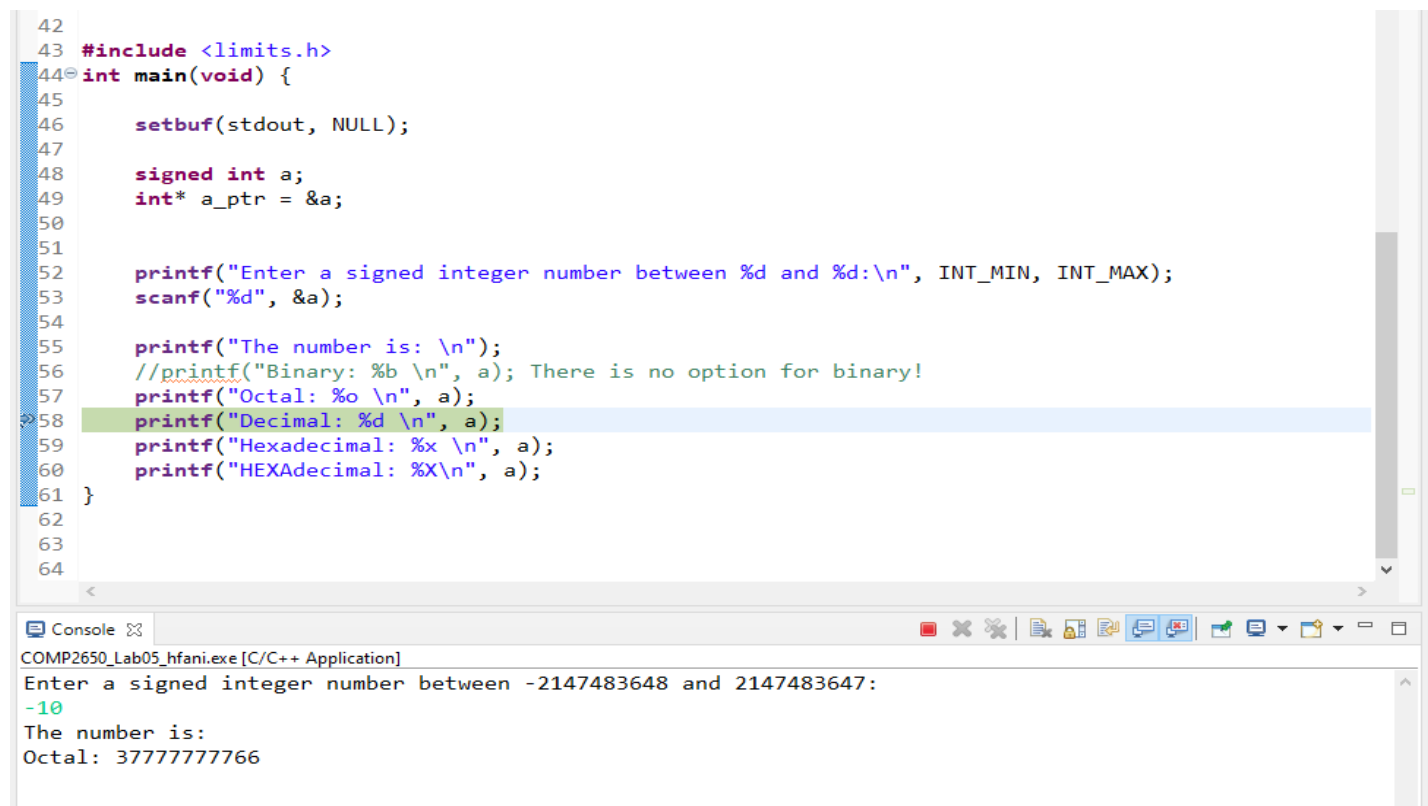 42
43 #include <limits.h>
44 int main(void) {
45
46 setbuf(stdout, NULL);
47
48 signed int a;
49 int* a_ptr = &a;
50
51
52 printf("Enter a signed integer number between %d and %d:\n", INT_MIN, INT_MAX);
53 scanf("%d", &a);
54
55 printf("The number is: \n");
56 //printf("Binary: %b \n", a); There is no option for binary!
57 printf("Octal: %o \n", a);
58 printf("Decimal: %d \n", a);
59 printf("Hexadecimal: %x \n", a);
60 printf("HEXAdecimal: %X\n", a);
61 }
62
63
64
Console
COMP2650_Lab05_hfani.exe [C/C++ Application]
Enter a signed integer number between -2147483648 and 2147483647:
-10
The number is:
Octal: 37777777766